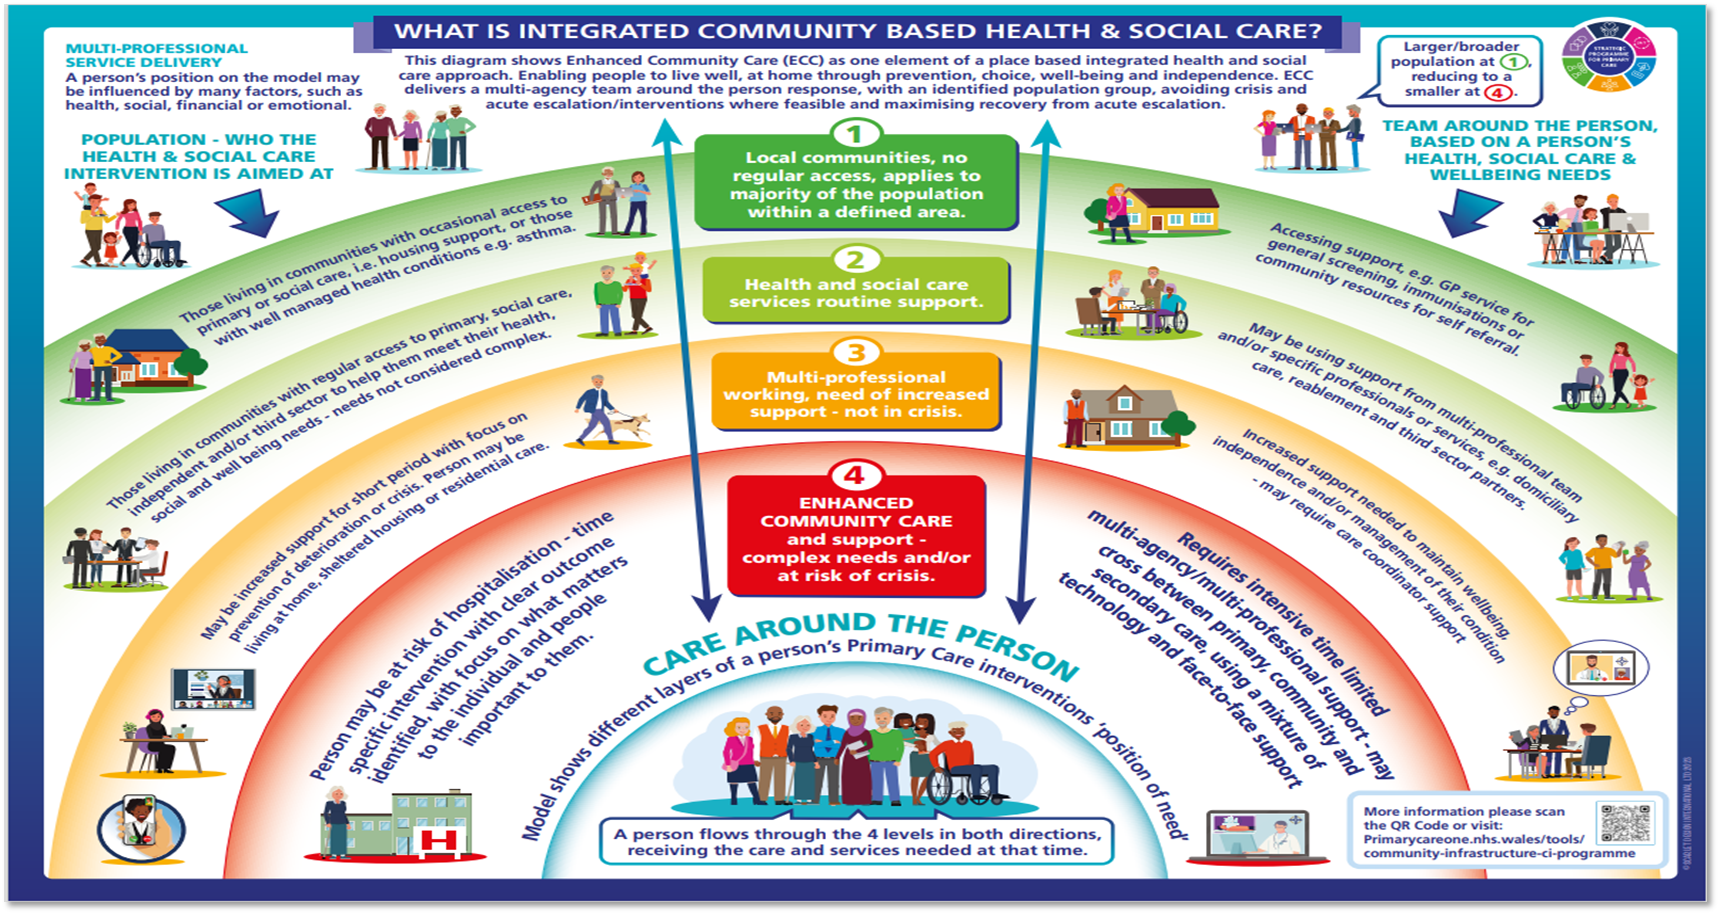 WHAT IS INTEGRATED COMMUNITY BASED HEALTH & SOCIAL CARE?
MULTI-PROFESSIONAL
SERVICE DELIVERY
A person's position on the model may
be influenced by many factors, such as
health, social, financial or emotional.
This diagram shows Enhanced Community Care (ECC) as one element of a place based integrated health and social
care approach. Enabling people to live well, at home through prevention, choice, well-being and independence. ECC
delivers a multi-agency team around the person response, with an identified population group, avoiding crisis and
acute escalation/interventions where feasible and maximising recovery from acute escalation.
Larger/broader
population at 1,
reducing to a
smaller at 4.
STRATEGIC
PROGRAMME
FOR PRIMARY
CARE
POPULATION - WHO THE
HEALTH & SOCIAL CARE
INTERVENTION IS AIMED AT
TEAM AROUND THE PERSON,
BASED ON A PERSON'S
HEALTH, SOCIAL CARE &
WELLBEING NEEDS
1
Local communities, no
regular access, applies to
majority of the population
within a defined area.
Those living in communities with occasional access to
primary or social care, i.e. housing support, or those
with well managed health conditions e.g. asthma.
Accessing support, e.g. GP service for
general screening, immunisations or
community resources for self referral.
2
Health and social care
services routine support.
Those living in communities with regular access to primary, social care,
independent and/or third sector to help them meet their health,
social and well being needs - needs not considered complex.
May be using support from multi-professional team
and/or specific professionals or services, e.g. domiciliary
care, reablement and third sector partners.
3
Multi-professional
working, need of increased
support - not in crisis.
May be increased support for short period with focus on
prevention of deterioration or crisis. Person may be
living at home, sheltered housing or residential care.
Increased support needed to maintain wellbeing,
independence and/or management of their condition
- may require care coordinator support
4
ENHANCED
COMMUNITY CARE
and support -
complex needs and/or
at risk of crisis.
Person may be at risk of hospitalisation - time
specific intervention with clear outcome
identified, with focus on what matters
to the individual and people
important to them.
Requires intensive time limited
multi-agency/multi-professional support - may
cross between primary, community and
secondary care, using a mixture of
technology and face-to-face support
CARE AROUND THE PERSON
Model shows different layers of a person's Primary Care interventions 'position of need'
H
A person flows through the 4 levels in both directions,
receiving the care and services needed at that time.
More information please scan
the QR Code or visit:
Primarycareone.nhs.wales/tools/
community-infrastructure-ci-programme